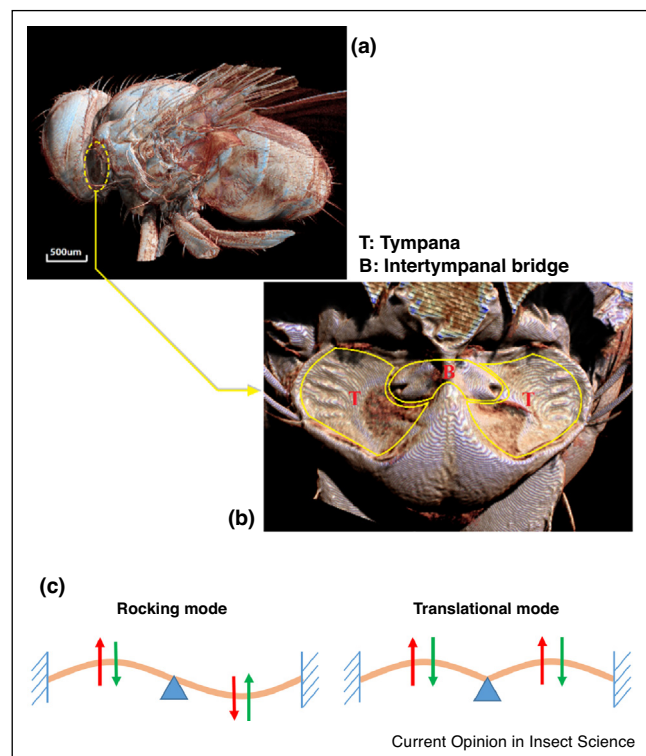 (a)
500um
T: Tympana
B: Intertympanal bridge
B
T
T
(b)
(c)
Rocking mode
Translational mode
Current Opinion in Insect Science